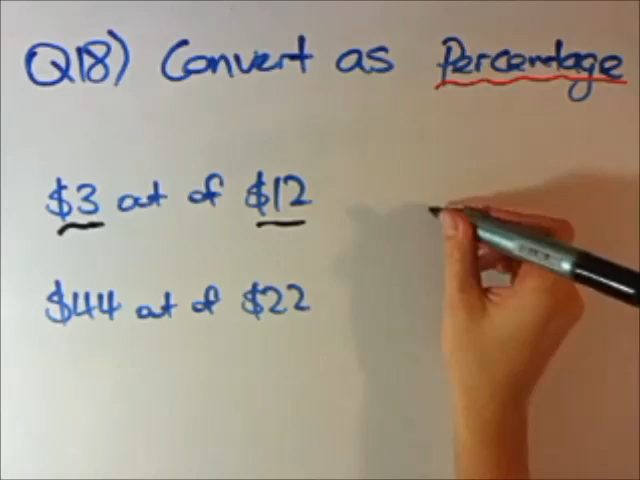 Q18) Convert as Percentage
$3 out of $12
$44 out of $22